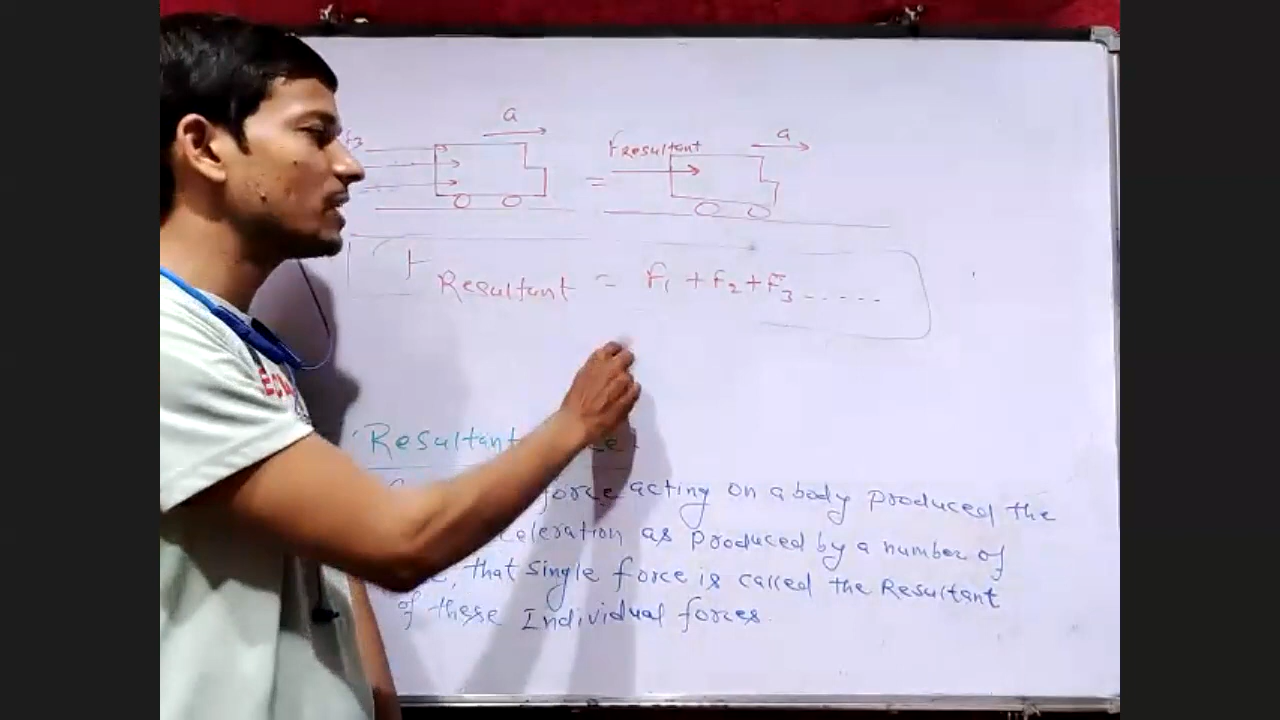 a
a
F3
FResultant
=
F Resultant = F1 + F2 + F3 ......
Resultant
force acting on a body produced the
celeration as produced by a number of
, that single force is called the Resultant
of these Individual forces.